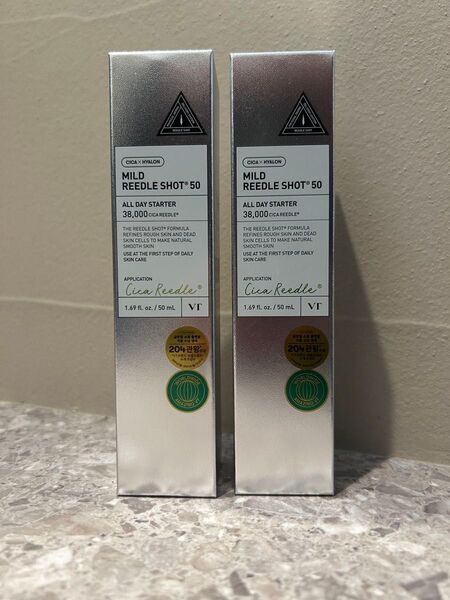 REEDLE SHOT
CICA × HYALON
MILD
REEDLE SHOT® 50
ALL DAY STARTER
38,000 CICA REEDLE®
THE REEDLE SHOT® FORMULA
REFINES ROUGH SKIN AND DEAD
SKIN CELLS TO MAKE NATURAL
SMOOTH SKIN
USE AT THE FIRST STEP OF DAILY
SKIN CARE
APPLICATION
Cica Reedle®
1.69 fl. oz. / 50 mL
VT
20% 
REEDLE SHOT
CICA × HYALON
MILD
REEDLE SHOT® 50
ALL DAY STARTER
38,000 CICA REEDLE®
THE REEDLE SHOT® FORMULA
REFINES ROUGH SKIN AND DEAD
SKIN CELLS TO MAKE NATURAL
SMOOTH SKIN
USE AT THE FIRST STEP OF DAILY
SKIN CARE
APPLICATION
Cica Reedle®
1.69 fl. oz. / 50 mL
VT